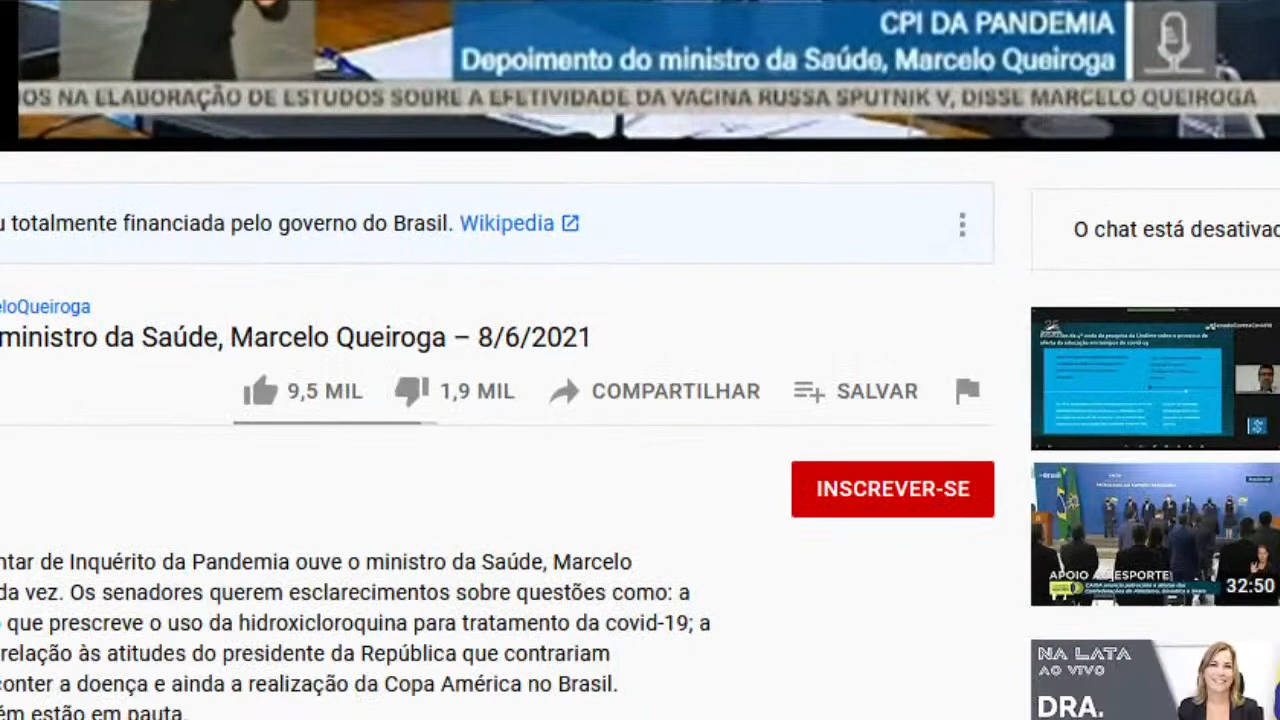 CPI DA PANDEMIA
Depoimento do ministro da Saúde, Marcelo Queiroga
IOS NA ELABORAÇÃO DE ESTUDOS SOBRE A EFETIVIDADE DA VACINA RUSSA SPUTNIK V, DISSE MARCELO QUEIROGA
u totalmente financiada pelo governo do Brasil. Wikipedia
O chat está desativad
eloQueiroga
ministro da Saúde, Marcelo Queiroga – 8/6/2021
9,5 MIL 1,9 MIL COMPARTILHAR SALVAR
INSCREVER-SE
ntar de Inquérito da Pandemia ouve o ministro da Saúde, Marcelo
da vez. Os senadores querem esclarecimentos sobre questões como: a
o que prescreve o uso da hidroxicloroquina para tratamento da covid-19; a
relação às atitudes do presidente da República que contrariam
conter a doença e ainda a realização da Copa América no Brasil.
ém estão em pauta.
APOIO AO ESPORTE
32:50
NA LATA
AO VIVO
DRA.